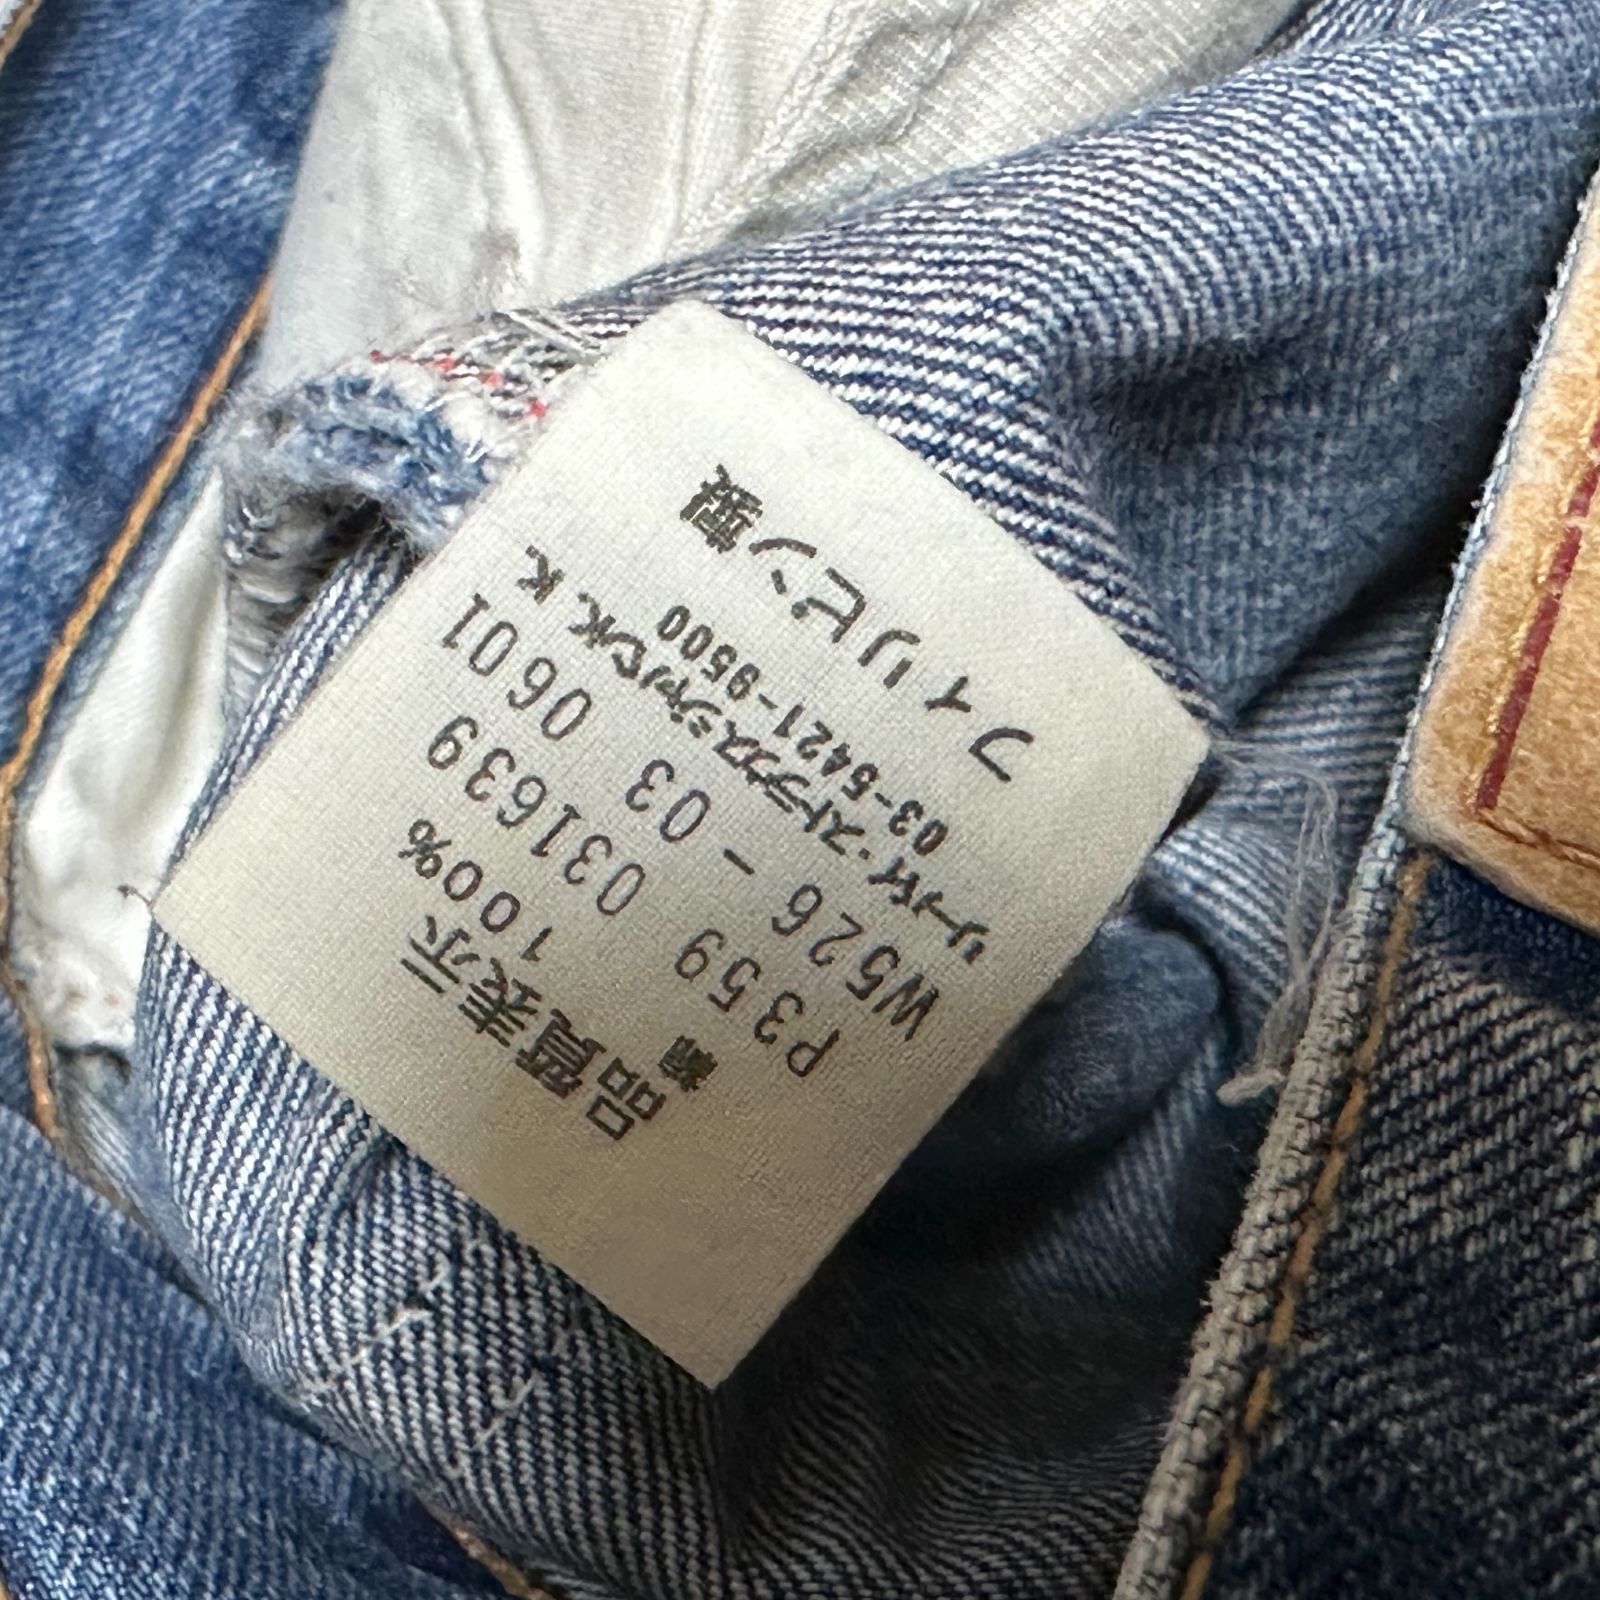 品質表示
綿 100%
P359 031639
W526 - 03 0601
リーバイ・ストラウス ジャパンK.K.
03-5421-9500
フィリピン製